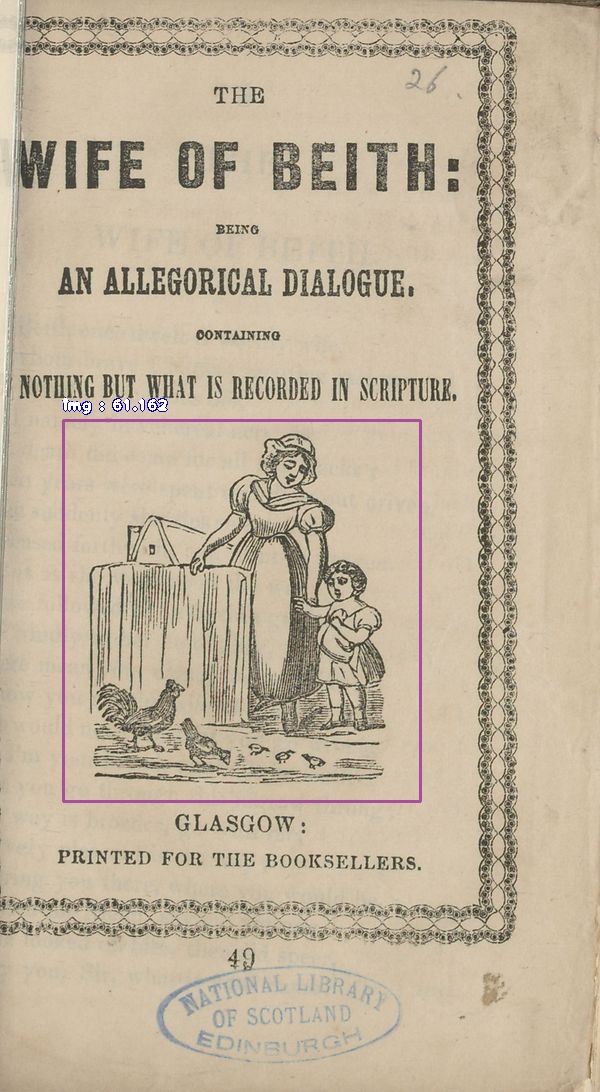 26
THE
WIFE OF BEITH:
BEING
AN ALLEGORICAL DIALOGUE.
CONTAINING
NOTHING BUT WHAT IS RECORDED IN SCRIPTURE.
img : 61.162
GLASGOW:
PRINTED FOR THE BOOKSELLERS.
49
NATIONAL LIBRARY
OF SCOTLAND
EDINBURGH